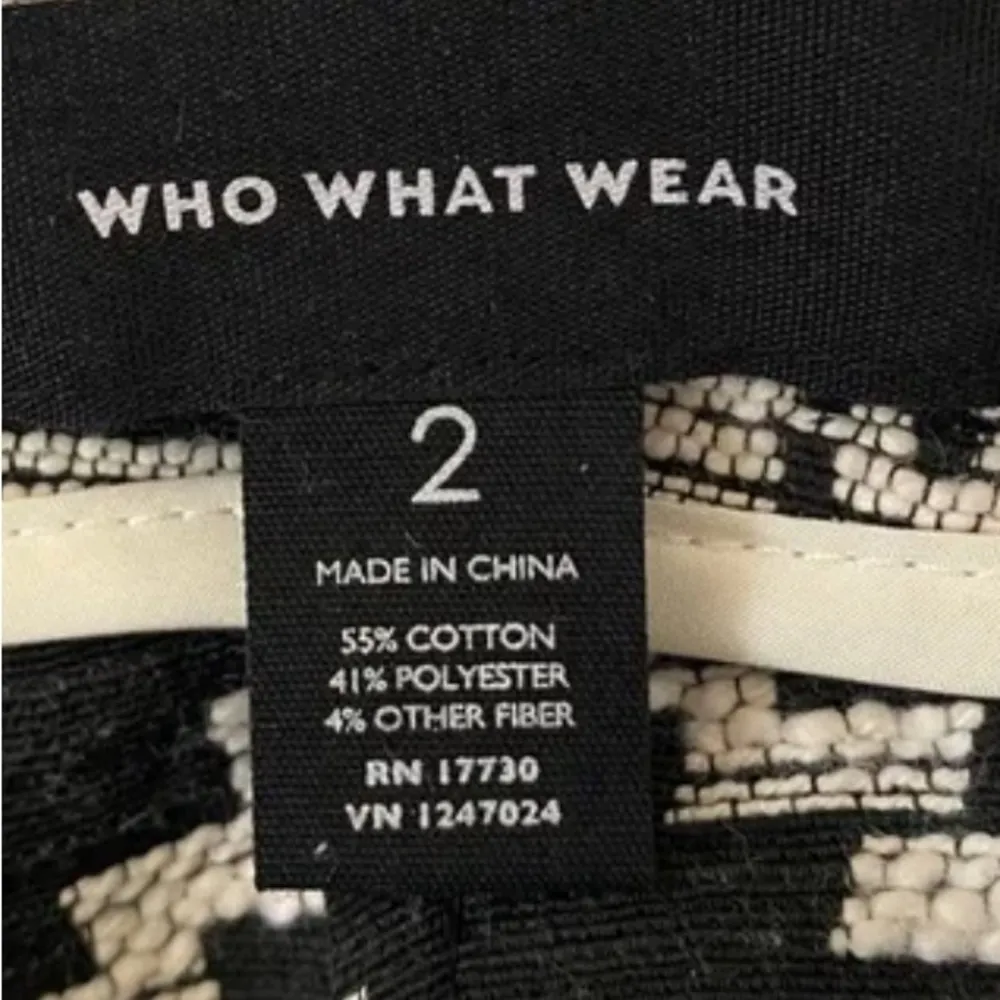 WHO WHAT WEAR
2
MADE IN CHINA
55% COTTON
41% POLYESTER
4% OTHER FIBER
RN 17730
VN 1247024